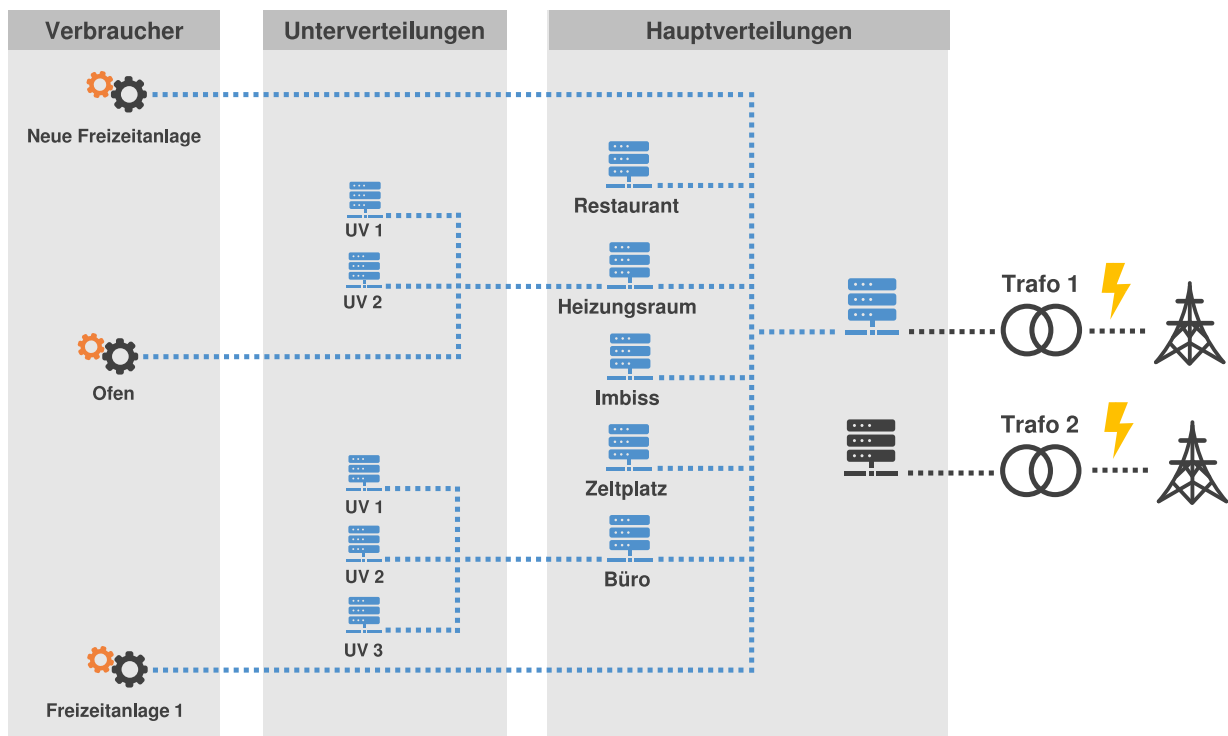 Verbraucher
Unterverteilungen
Hauptverteilungen
Neue Freizeitanlage
Restaurant
UV 1
UV 2
Heizungsraum
Trafo 1
Ofen
Imbiss
Trafo 2
Zeltplatz
UV 1
UV 2
Büro
UV 3
Freizeitanlage 1